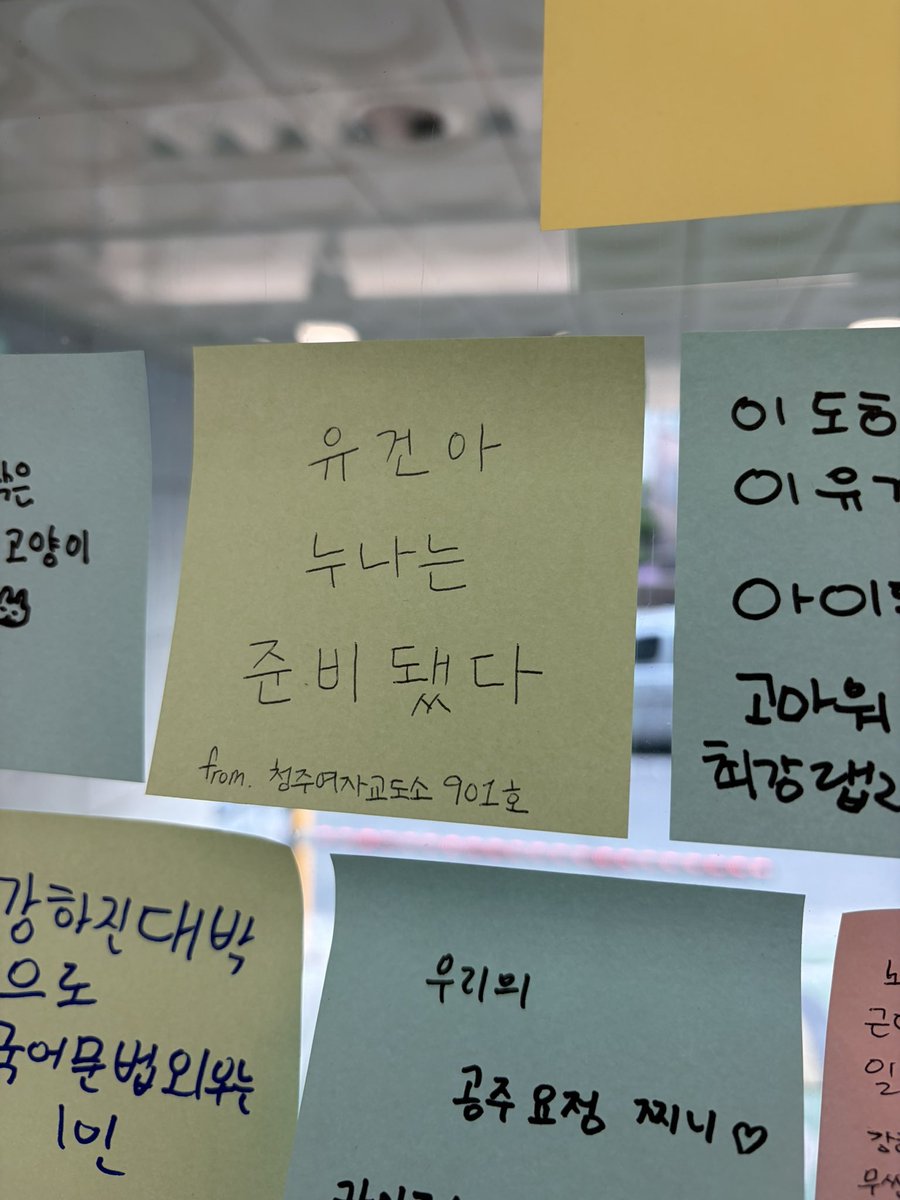 고양이
유건아
누나는
준비됐다
from. 청주여자교도소 901호
이도
이유
아이
고마워
최강랩
강하진대박
으로
국어문법외우는
1인
우리의
공주요정 찌니♡
일